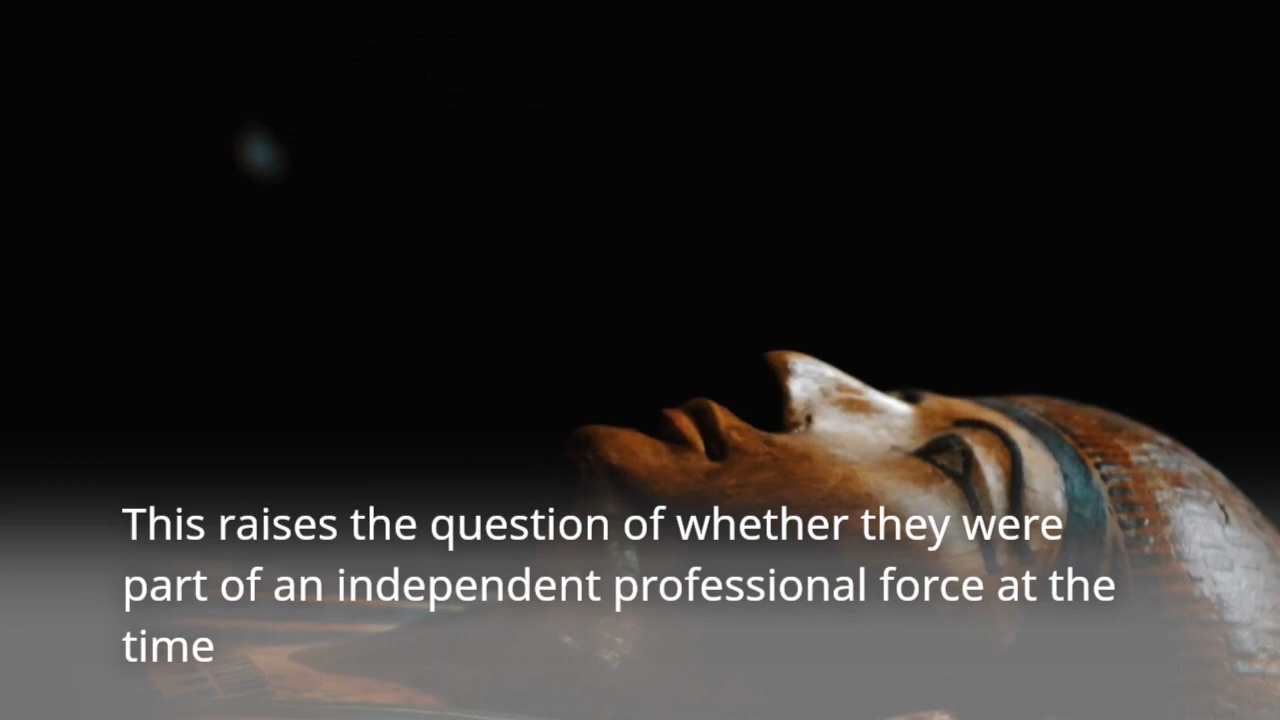 This raises the question of whether they were
part of an independent professional force at the
time